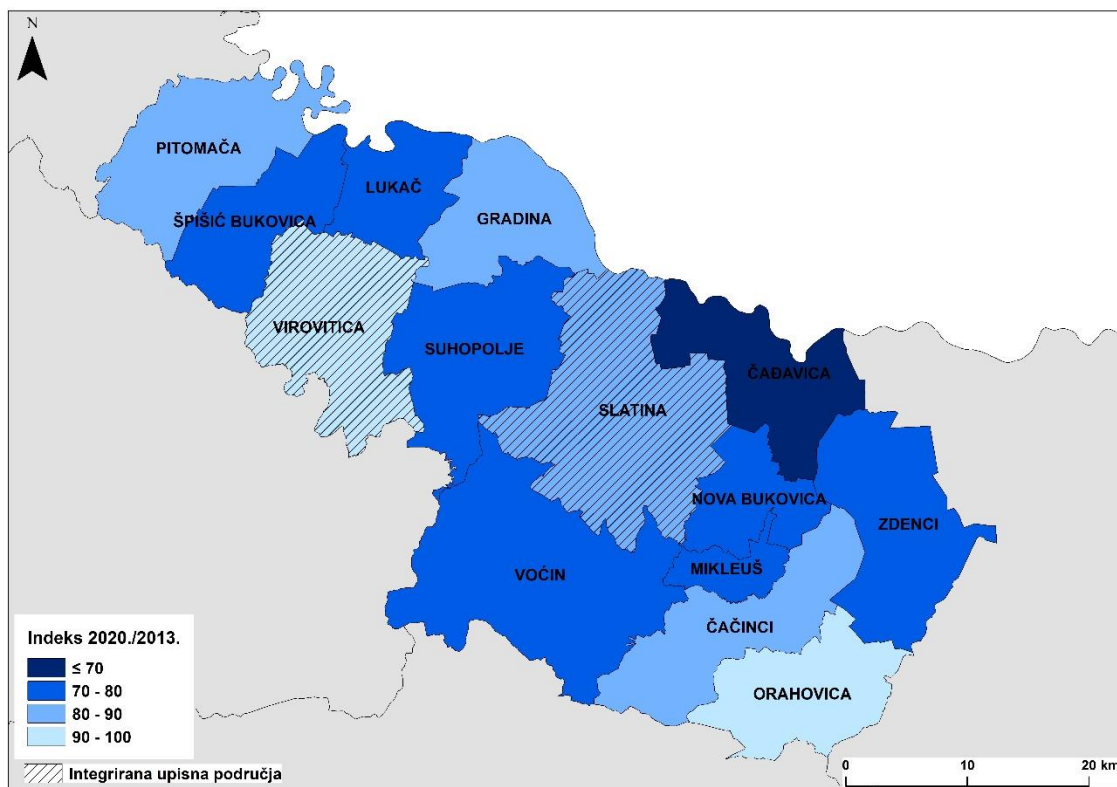 N
PITOMAČA
LUKAČ
ŠPIŠIĆ BUKOVICA
GRADINA
VIROVITICA
SUHOPOLJE
ČAĐAVICA
SLATINA
NOVA BUKOVICA
ZDENCI
MIKLEUŠ
VOĆIN
ČAČINCI
ORAHOVICA
Indeks 2020./2013.
≤ 70
70 - 80
80 - 90
90 - 100
Integrirana upisna područja
0 10 20 km